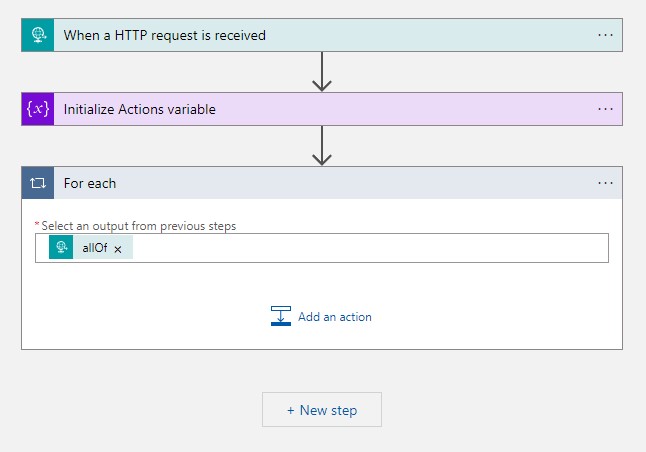 When a HTTP request is received
{x} Initialize Actions variable
For each
* Select an output from previous steps
allOf ×
Add an action
+ New step